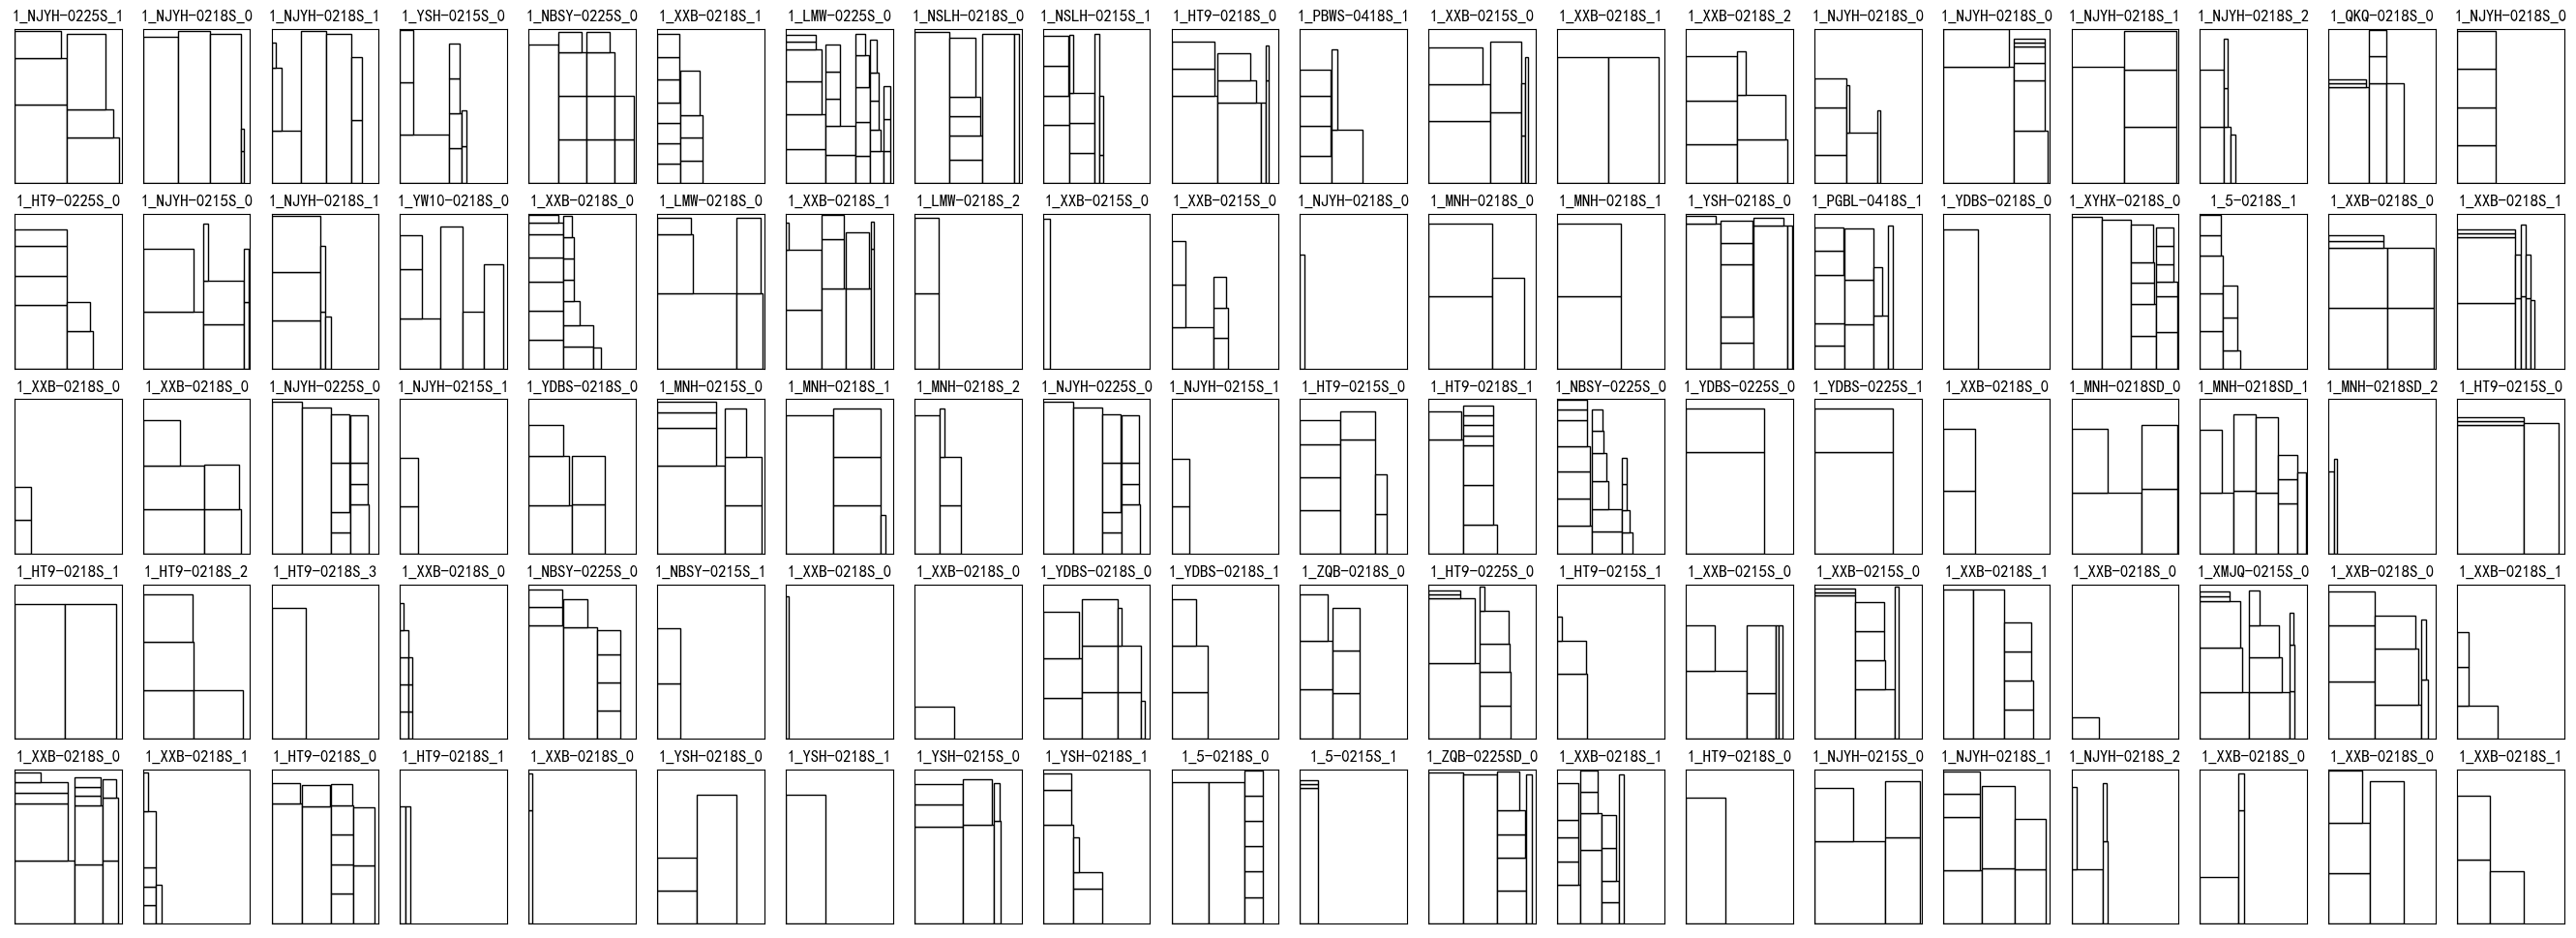 1_NJYH-0225S_1 1_NJYH-0218S_0 1_NJYH-0218S_1 1_YSH-0215S_0 1_NBSY-0225S_0 1_XXB-0218S_1 1_LMW-0225S_0 1_NSLH-0218S_0 1_NSLH-0215S_1 1_HT9-0218S_0 1_PBWS-0418S_1 1_XXB-0215S_0 1_XXB-0218S_1 1_XXB-0218S_2 1_NJYH-0218S_0 1_NJYH-0218S_0 1_NJYH-0218S_1 1_NJYH-0218S_2 1_QKQ-0218S_0 1_NJYH-0218S_0
1_HT9-0225S_0 1_NJYH-0215S_0 1_NJYH-0218S_1 1_YW10-0218S_0 1_XXB-0218S_0 1_LMW-0218S_0 1_XXB-0218S_1 1_LMW-0218S_2 1_XXB-0215S_0 1_XXB-0215S_0 1_NJYH-0218S_0 1_MNH-0218S_0 1_MNH-0218S_1 1_YSH-0218S_0 1_PGBL-0418S_1 1_YDBS-0218S_0 1_XYHX-0218S_0 1_5-0218S_1 1_XXB-0218S_0 1_XXB-0218S_1
1_XXB-0218S_0 1_XXB-0218S_0 1_NJYH-0225S_0 1_NJYH-0215S_1 1_YDBS-0218S_0 1_MNH-0215S_0 1_MNH-0218S_1 1_MNH-0218S_2 1_NJYH-0225S_0 1_NJYH-0215S_1 1_HT9-0215S_0 1_HT9-0218S_1 1_NBSY-0225S_0 1_YDBS-0225S_0 1_YDBS-0225S_1 1_XXB-0218S_0 1_MNH-0218SD_0 1_MNH-0218SD_1 1_MNH-0218SD_2 1_HT9-0215S_0
1_HT9-0218S_1 1_HT9-0218S_2 1_HT9-0218S_3 1_XXB-0218S_0 1_NBSY-0225S_0 1_NBSY-0215S_1 1_XXB-0218S_0 1_XXB-0218S_0 1_YDBS-0218S_0 1_YDBS-0218S_1 1_ZQB-0218S_0 1_HT9-0225S_0 1_HT9-0215S_1 1_XXB-0215S_0 1_XXB-0215S_0 1_XXB-0218S_1 1_XXB-0218S_0 1_XMJQ-0215S_0 1_XXB-0218S_0 1_XXB-0218S_1
1_XXB-0218S_0 1_XXB-0218S_1 1_HT9-0218S_0 1_HT9-0218S_1 1_XXB-0218S_0 1_YSH-0218S_0 1_YSH-0218S_1 1_YSH-0215S_0 1_YSH-0218S_1 1_5-0218S_0 1_5-0215S_1 1_ZQB-0225SD_0 1_XXB-0218S_1 1_HT9-0218S_0 1_NJYH-0215S_0 1_NJYH-0218S_1 1_NJYH-0218S_2 1_XXB-0218S_0 1_XXB-0218S_0 1_XXB-0218S_1